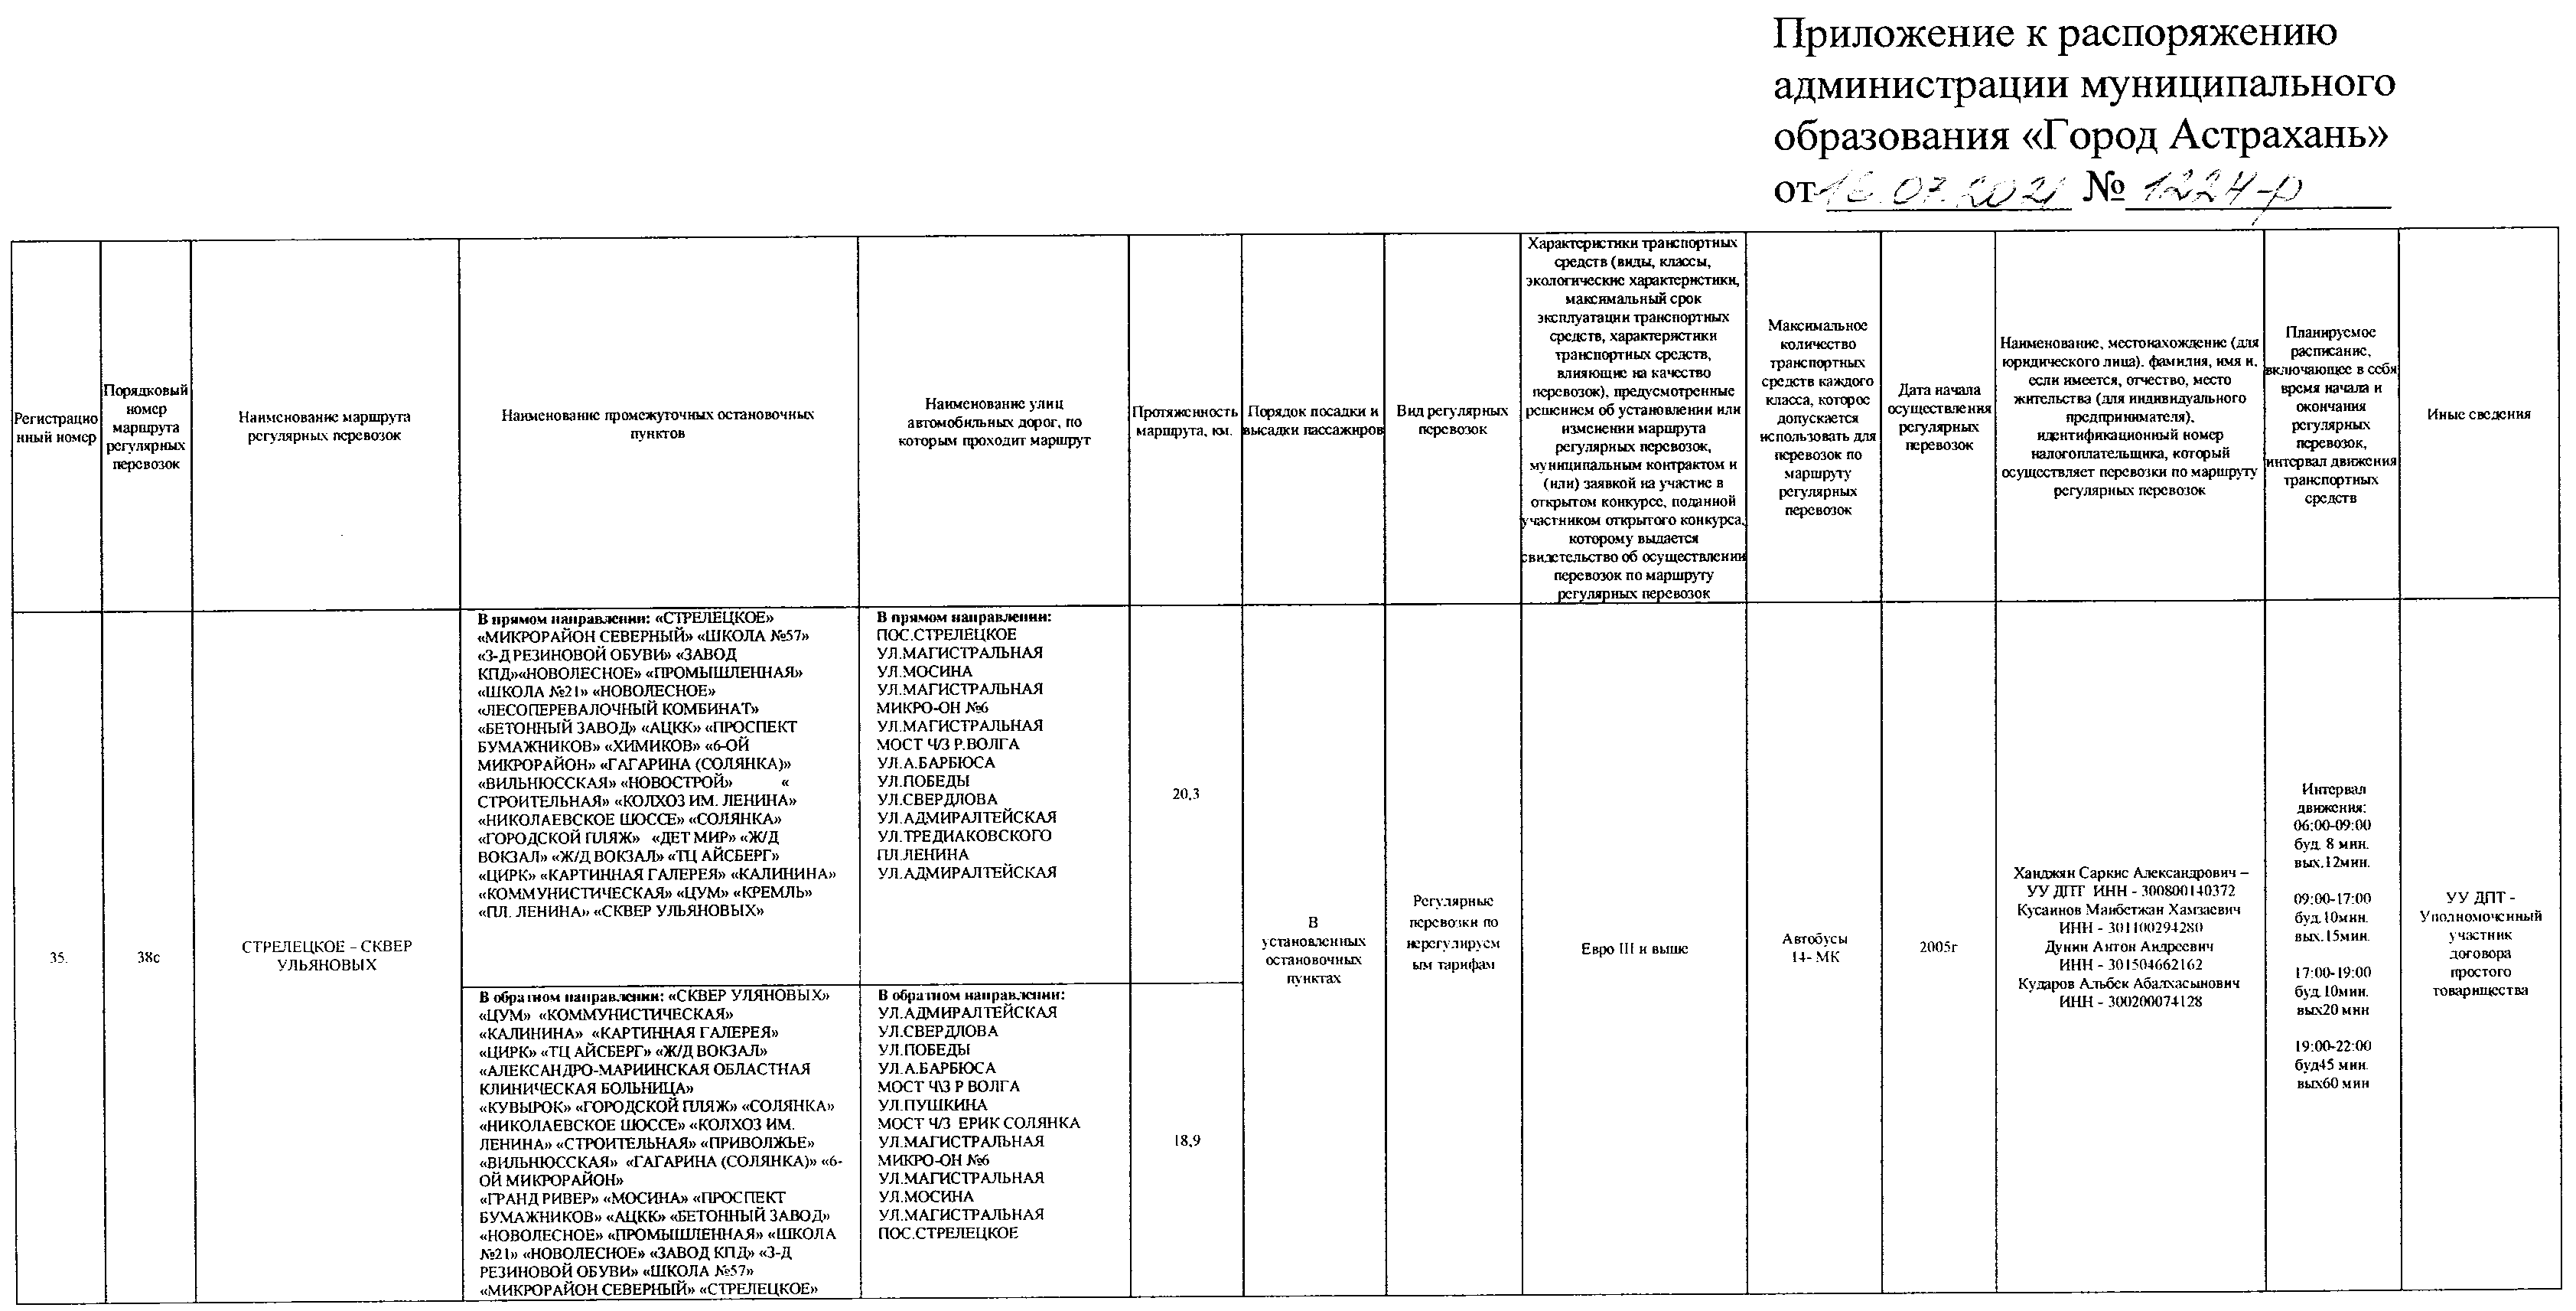 Приложение к распоряжению
администрации муниципального
образования «Город Астрахань»
от 16.07.2021 № 1224-р
Регистрацио
нный номер
Порядковый
номер
маршрута
регулярных
перевозок
Наименование маршрута
регулярных перевозок
Наименование промежуточных остановочных
пунктов
Наименование улиц
автомобильных дорог, по
которым проходит маршрут
Протяженность
маршрута, км.
Порядок посадки и
высадки пассажиров
Вид регулярных
перевозок
Характеристики транспортных
средств (виды, классы,
экологические характеристики,
максимальный срок
эксплуатации транспортных
средств, характеристики
транспортных средств,
влияющие на качество
перевозок), предусмотренные
решением об установлении или
изменении маршрута
регулярных перевозок,
муниципальным контрактом и
(или) заявкой на участие в
открытом конкурсе, поданной
участником открытого конкурса,
которому выдается
свидетельство об осуществлении
перевозок по маршруту
регулярных перевозок
Максимальное
количество
транспортных
средств каждого
класса, которое
допускается
использовать для
перевозок по
маршруту
регулярных
перевозок
Дата начала
осуществления
регулярных
перевозок
Наименование, местонахождение (для
юридического лица). фамилия, имя и,
если имеется, отчество, место
жительства (для индивидуального
предпринимателя),
идентификационный номер
налогоплательщика, который
осуществляет перевозки по маршруту
регулярных перевозок
Планируемое
расписание,
включающее в себя
время начала и
окончания
регулярных
перевозок,
интервал движения
транспортных
средств
Иные сведения
35.
38с
СТРЕЛЕЦКОЕ – СКВЕР
УЛЬЯНОВЫХ
В прямом направлении: «СТРЕЛЕЦКОЕ»
«МИКРОРАЙОН СЕВЕРНЫЙ» «ШКОЛА №57»
«З-Д РЕЗИНОВОЙ ОБУВИ» «ЗАВОД
КПД»«НОВОЛЕСНОЕ» «ПРОМЫШЛЕННАЯ»
«ШКОЛА №21» «НОВОЛЕСНОЕ»
«ЛЕСОПЕРЕВАЛОЧНЫЙ КОМБИНАТ»
«БЕТОННЫЙ ЗАВОД» «АЦКК» «ПРОСПЕКТ
БУМАЖНИКОВ» «ХИМИКОВ» «6-ОЙ
МИКРОРАЙОН» «ГАГАРИНА (СОЛЯНКА)»
«ВИЛЬНЮССКАЯ» «НОВОСТРОЙ» «
СТРОИТЕЛЬНАЯ» «КОЛХОЗ ИМ. ЛЕНИНА»
«НИКОЛАЕВСКОЕ ШОССЕ» «СОЛЯНКА»
«ГОРОДСКОЙ ПЛЯЖ» «ДЕТ МИР» «Ж/Д
ВОКЗАЛ» «Ж/Д ВОКЗАЛ» «ТЦ АЙСБЕРГ»
«ЦИРК» «КАРТИННАЯ ГАЛЕРЕЯ» «КАЛИНИНА»
«КОММУНИСТИЧЕСКАЯ» «ЦУМ» «КРЕМЛЬ»
«ПЛ. ЛЕНИНА» «СКВЕР УЛЬЯНОВЫХ»
В прямом направлении:
ПОС.СТРЕЛЕЦКОЕ
УЛ.МАГИСТРАЛЬНАЯ
УЛ.МОСИНА
УЛ.МАГИСТРАЛЬНАЯ
МИКРО-ОН №6
УЛ.МАГИСТРАЛЬНАЯ
МОСТ Ч/З Р.ВОЛГА
УЛ.А.БАРБЮСА
УЛ.ПОБЕДЫ
УЛ.СВЕРДЛОВА
УЛ.АДМИРАЛТЕЙСКАЯ
УЛ.ТРЕДИАКОВСКОГО
ПЛ.ЛЕНИНА
УЛ.АДМИРАЛТЕЙСКАЯ
20,3
В обратном направлении: «СКВЕР УЛЯНОВЫХ»
«ЦУМ» «КОММУНИСТИЧЕСКАЯ»
«КАЛИНИНА» «КАРТИННАЯ ГАЛЕРЕЯ»
«ЦИРК» «ТЦ АЙСБЕРГ» «Ж/Д ВОКЗАЛ»
«АЛЕКСАНДРО-МАРИИНСКАЯ ОБЛАСТНАЯ
КЛИНИЧЕСКАЯ БОЛЬНИЦА»
«КУВЫРОК» «ГОРОДСКОЙ ПЛЯЖ» «СОЛЯНКА»
«НИКОЛАЕВСКОЕ ШОССЕ» «КОЛХОЗ ИМ.
ЛЕНИНА» «СТРОИТЕЛЬНАЯ» «ПРИВОЛЖЬЕ»
«ВИЛЬНЮССКАЯ» «ГАГАРИНА (СОЛЯНКА)» «6-
ОЙ МИКРОРАЙОН»
«ГРАНД РИВЕР» «МОСИНА» «ПРОСПЕКТ
БУМАЖНИКОВ» «АЦКК» «БЕТОННЫЙ ЗАВОД»
«НОВОЛЕСНОЕ» «ПРОМЫШЛЕННАЯ» «ШКОЛА
№21» «НОВОЛЕСНОЕ» «ЗАВОД КПД» «З-Д
РЕЗИНОВОЙ ОБУВИ» «ШКОЛА №57»
«МИКРОРАЙОН СЕВЕРНЫЙ» «СТРЕЛЕЦКОЕ»
В обратном направлении:
УЛ.АДМИРАЛТЕЙСКАЯ
УЛ.СВЕРДЛОВА
УЛ.ПОБЕДЫ
УЛ.А.БАРБЮСА
МОСТ Ч\З Р ВОЛГА
УЛ.ПУШКИНА
МОСТ Ч/З ЕРИК СОЛЯНКА
УЛ.МАГИСТРАЛЬНАЯ
МИКРО-ОН №6
УЛ.МАГИСТРАЛЬНАЯ
УЛ.МОСИНА
УЛ.МАГИСТРАЛЬНАЯ
ПОС.СТРЕЛЕЦКОЕ
18,9
В
установленных
остановочных
пунктах
Регулярные
перевозки по
нерегулируем
ым тарифам
Евро III и выше
Автобусы
14- МК
2005г
Ханджян Саркис Александрович –
УУ ДПТ ИНН - 300800140372
Кусаинов Манбетжан Хамзаевич
ИНН - 301100294280
Дунин Антон Андреевич
ИНН - 301504662162
Кударов Альбек Абалхасынович
ИНН - 300200074128
Интервал
движения:
06:00-09:00
буд. 8 мин.
вых.12мин.
09:00-17:00
буд.10мин.
вых.15мин.
17:00-19:00
буд.10мин.
вых20 мин
19:00-22:00
буд45 мин.
вых60 мин
УУ ДПТ -
Уполномоченный
участник
договора
простого
товарищества